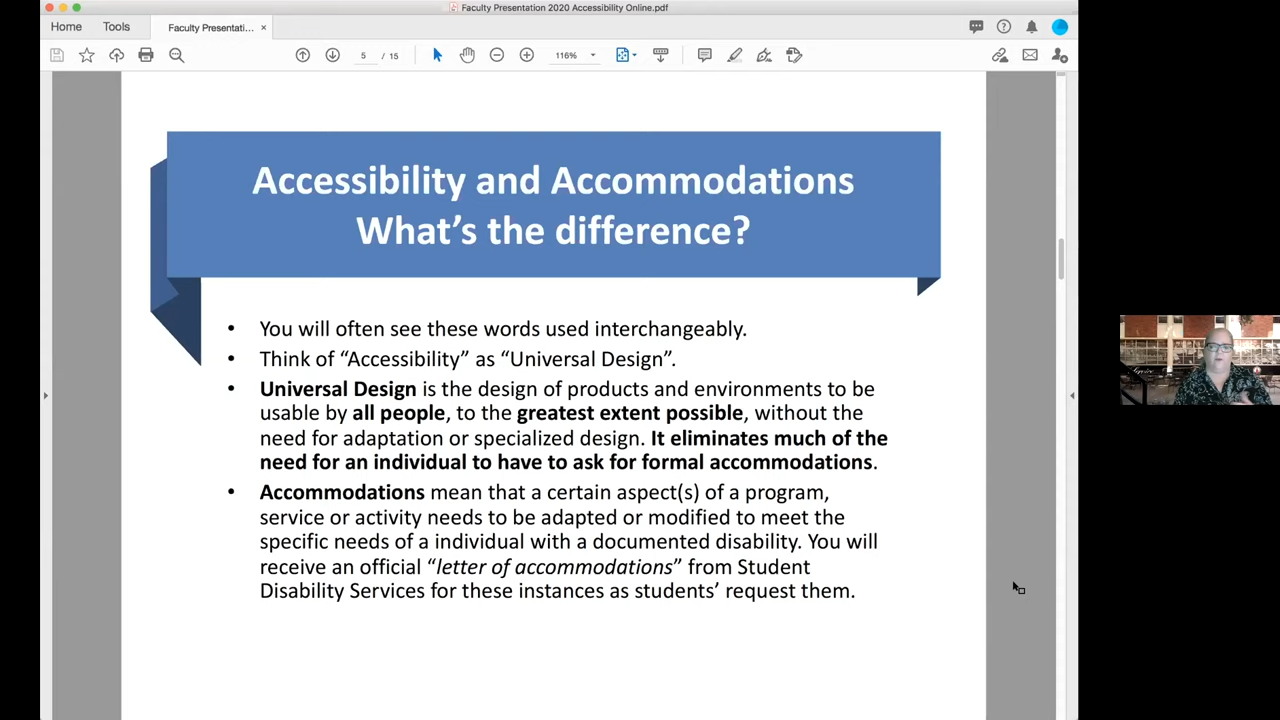 Faculty Presentation 2020 Accessibility Online.pdf
Home Tools Faculty Presentati... ×
5 / 15 116%
Accessibility and Accommodations
What's the difference?
• You will often see these words used interchangeably.
• Think of “Accessibility” as “Universal Design”.
• Universal Design is the design of products and environments to be
usable by all people, to the greatest extent possible, without the
need for adaptation or specialized design. It eliminates much of the
need for an individual to have to ask for formal accommodations.
• Accommodations mean that a certain aspect(s) of a program,
service or activity needs to be adapted or modified to meet the
specific needs of a individual with a documented disability. You will
receive an official “letter of accommodations” from Student
Disability Services for these instances as students’ request them.